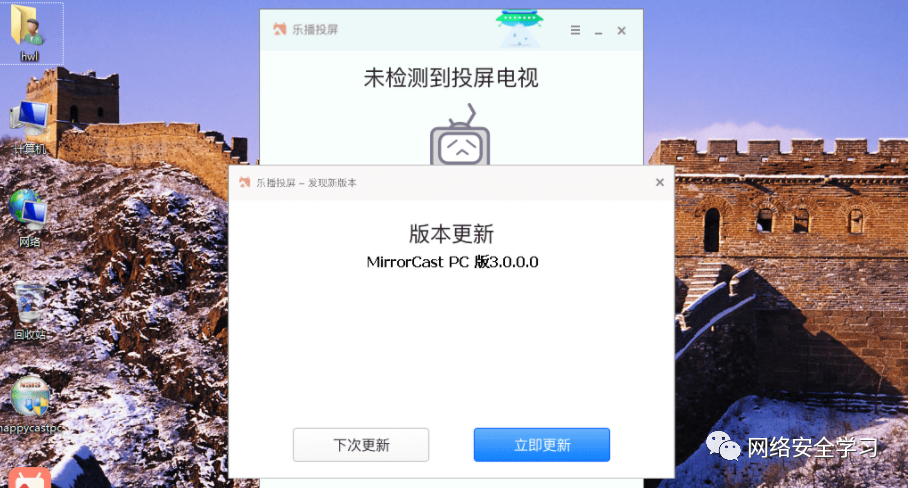 hwl
计算机
网络
回收站
happycastpc
乐播投屏
未检测到投屏电视
乐播投屏 – 发现新版本
版本更新
MirrorCast PC 版3.0.0.0
下次更新
立即更新
网络安全学习